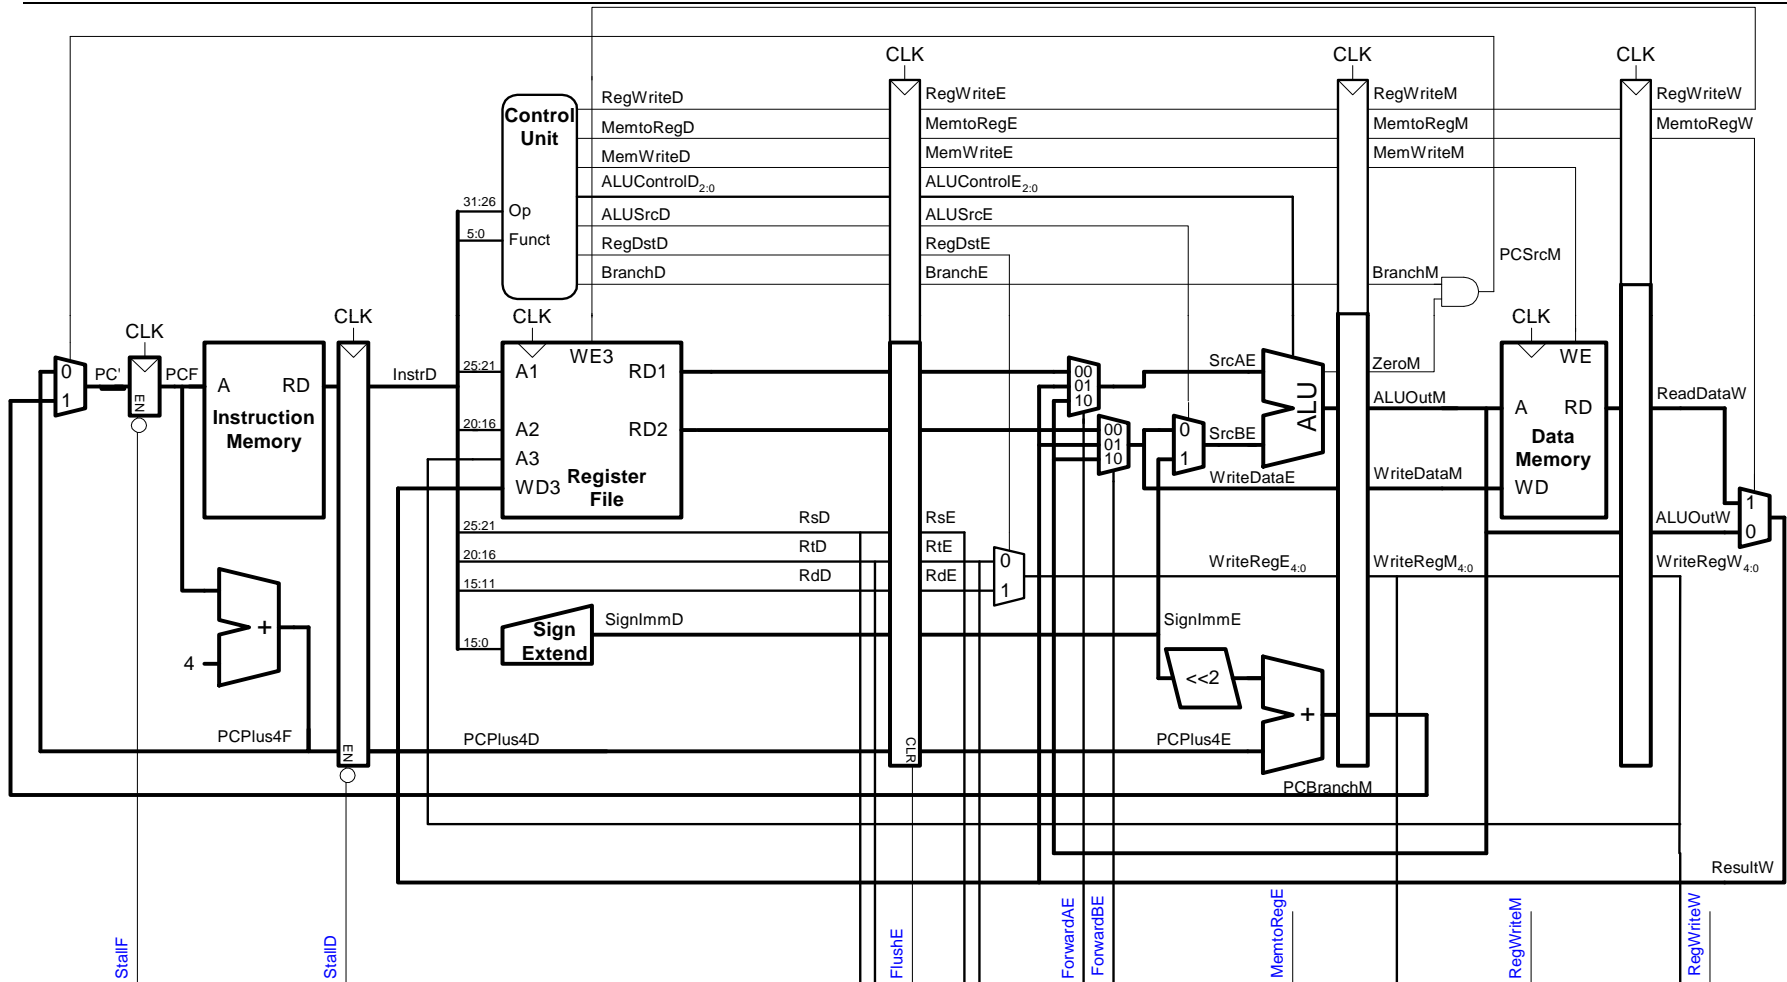 CLK
CLK
CLK
RegWriteD
RegWriteE
RegWriteM
RegWriteW
Control
Unit
MemtoRegD
MemtoRegE
MemtoRegM
MemtoRegW
MemWriteD
MemWriteE
MemWriteM
ALUControlD2:0
ALUControlE2:0
31:26
Op
ALUSrcD
ALUSrcE
5:0
Funct
RegDstD
RegDstE
PCSrcM
BranchD
BranchE
BranchM
CLK
CLK
CLK
CLK
0
1
PC'
EN
PCF
A
RD
Instruction
Memory
InstrD
25:21
A1
WE3
RD1
20:16
A2
RD2
A3
WD3
Register
File
00
01
10
00
01
10
0
1
SrcAE
SrcBE
ALU
ZeroM
ALUOutM
WE
A
RD
Data
Memory
WD
ReadDataW
WriteDataE
WriteDataM
1
0
ALUOutW
25:21
RsD
RsE
20:16
RtD
RtE
15:11
RdD
RdE
0
1
WriteRegE4:0
WriteRegM4:0
WriteRegW4:0
15:0
Sign
Extend
SignImmD
SignImmE
4
+
<<2
+
PCPlus4F
EN
PCPlus4D
CLR
PCPlus4E
PCBranchM
ResultW
StallF
StallD
FlushE
ForwardAE
ForwardBE
MemtoRegE
RegWriteM
RegWriteW